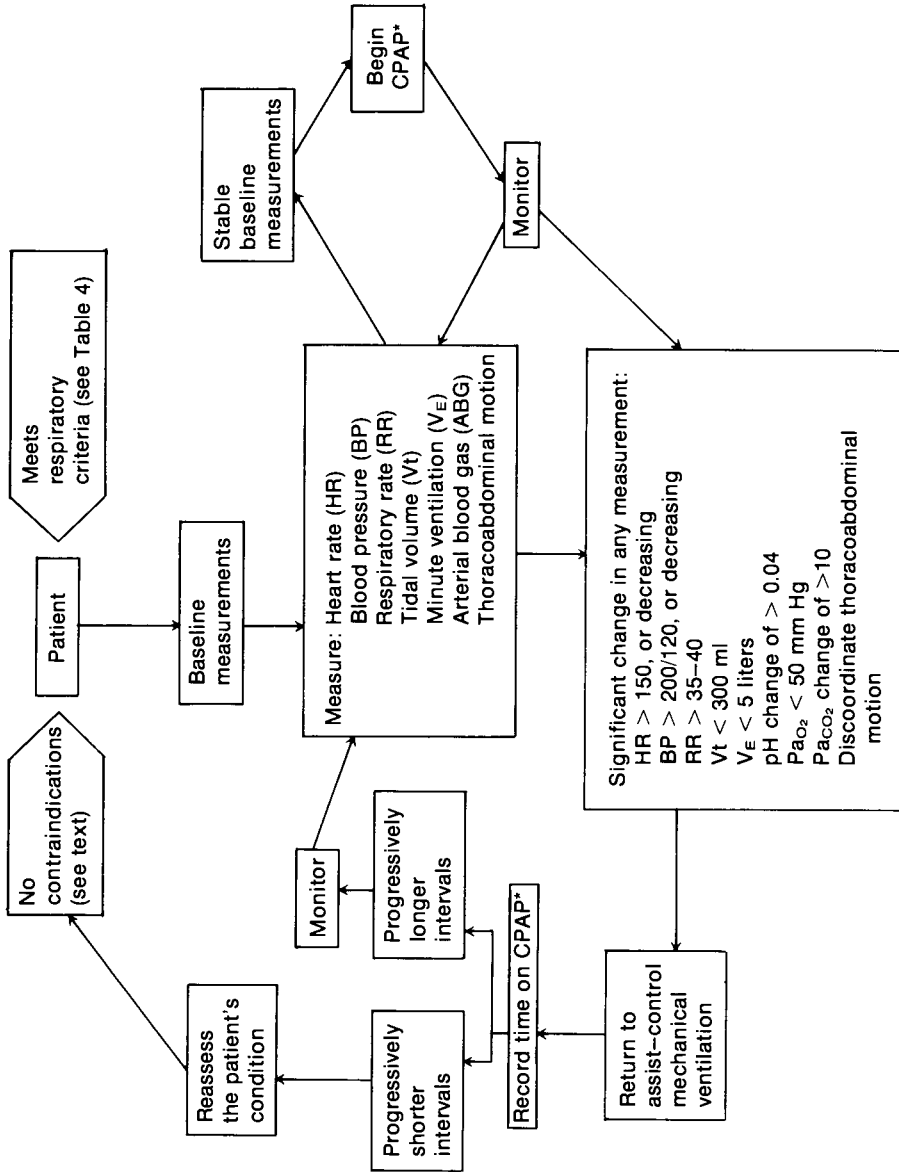 No
contraindications
(see text)
Patient
Meets
respiratory
criteria (see Table 4)
Baseline
measurements
Measure: Heart rate (HR)
Blood pressure (BP)
Respiratory rate (RR)
Tidal volume (Vt)
Minute ventilation (VE)
Arterial blood gas (ABG)
Thoracoabdominal motion
Stable
baseline
measurements
Begin
CPAP*
Monitor
Significant change in any measurement:
HR > 150, or decreasing
BP > 200/120, or decreasing
RR > 35–40
Vt < 300 ml
VE < 5 liters
pH change of > 0.04
PaO2 < 50 mm Hg
PaCO2 change of >10
Discoordinate thoracoabdominal
motion
Return to
assist–control
mechanical
ventilation
Record time on CPAP*
Progressively
shorter
intervals
Progressively
longer
intervals
Reassess
the patient's
condition
Monitor